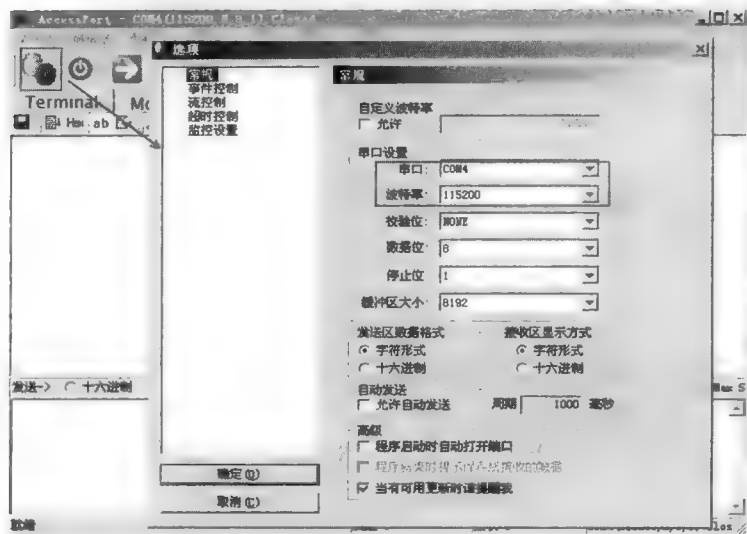 AccessPort - COM4(115200,N,8,1) Closed
Terminal
Hex ab
选项
常规
事件控制
流控制
超时控制
监控设置
常规
自定义波特率
允许
串口设置
串口: COM4
波特率: 115200
校验位: NONE
数据位: 8
停止位 1
缓冲区大小: 8192
发送区数据格式 接收区显示方式
字符形式 字符形式
十六进制 十六进制
自动发送
允许自动发送 周期 1000 毫秒
高级
程序启动时自动打开端口
当有可用更新时请提醒我
确定(O)
取消(C)
发送-> 十六进制
就绪